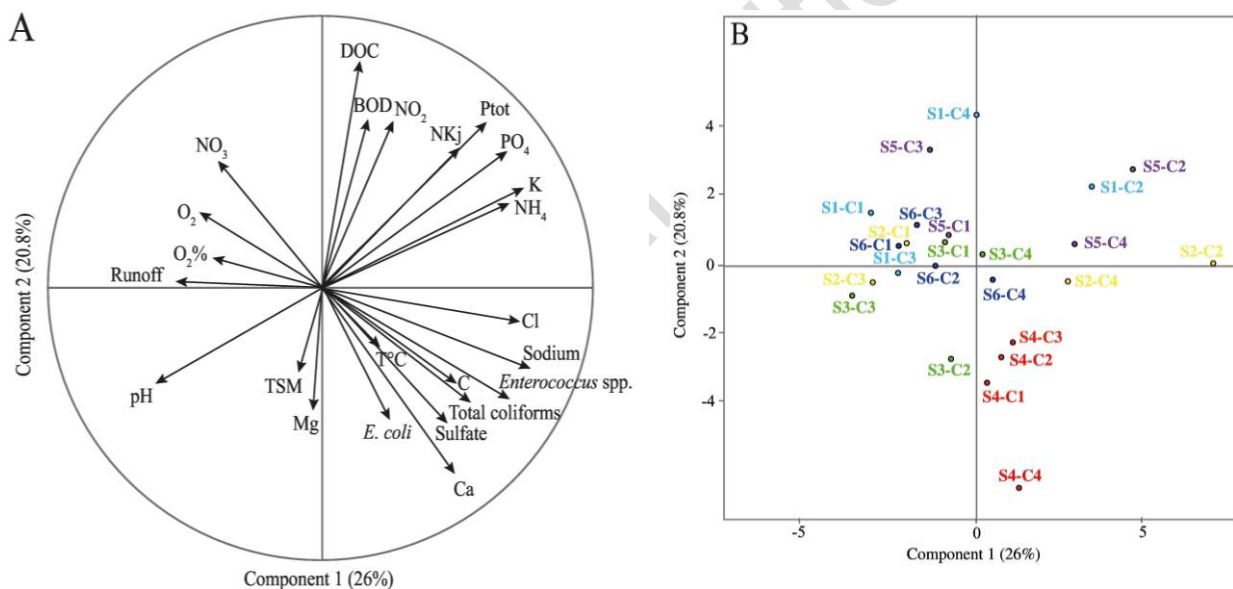 A
DOC
BOD
NO2
Ptot
NKj
PO4
NO3
K
NH4
O2
O2%
Runoff
Cl
Sodium
T°C
C
Enterococcus spp.
pH
TSM
Total coliforms
Mg
E. coli
Sulfate
Ca
Component 2 (20.8%)
Component 1 (26%)
B
S1-C4
S5-C3
S5-C2
S1-C2
S1-C1
S6-C3
S5-C1
S2-C1
S6-C1
S3-C1
S3-C4
S5-C4
S2-C2
S1-C3
S6-C2
S2-C3
S6-C4
S2-C4
S3-C3
S4-C3
S3-C2
S4-C2
S4-C1
S4-C4
4
2
0
-2
-4
-5
0
5
Component 2 (20.8%)
Component 1 (26%)